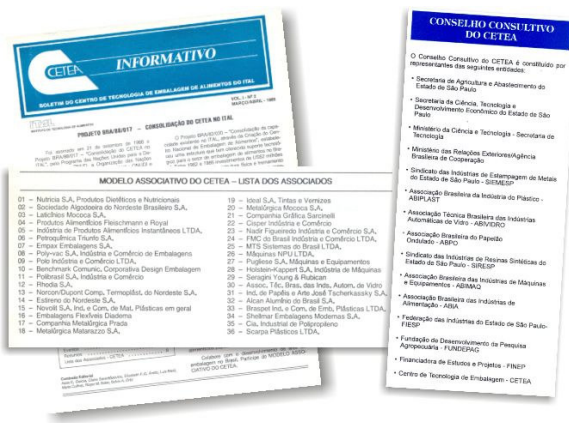 CETEA
INFORMATIVO
BOLETIM DO CENTRO DE TECNOLOGIA DE EMBALAGEM DE ALIMENTOS DO ITAL
VOL. I - Nº 2
MARÇO/ABRIL - 1989
PROJETO BRA/88/017 - CONSOLIDAÇÃO DO CETEA NO ITAL
MODELO ASSOCIATIVO DO CETEA – LISTA DOS ASSOCIADOS
01 – Nutrícia S.A. Produtos Dietéticos e Nutricionais
02 – Sociedade Algodoeira do Nordeste Brasileiro S.A.
03 – Laticínios Mococa S.A.
04 – Produtos Alimentícios Fleischmann e Royal
05 – Indústria de Produtos Alimentícios Instantâneos LTDA.
06 – Petroquímica Triunfo S.A.
07 – Empax Embalagens S.A.
08 – Poly-vac S.A. Indústria e Comércio de Embalagens
09 – Polo Indústria e Comércio LTDA.
10 – Benchmark Comunic. Corporativa Design Embalagem
11 – Polibrasil S.A. Indústria e Comércio
12 – Rhodia S.A.
13 – Norcon/Dupont Comp. Termoplást. do Nordeste S.A.
14 – Estireno do Nordeste S.A.
15 – Novolit S.A. Ind. e Com. de Mat. Plásticas em geral
16 – Embalagens Flexíveis Diadema
17 – Companhia Metalúrgica Prada
18 – Metalúrgica Matarazzo S.A.
19 – Ideal S.A. Tintas e Vernizes
20 – Metalúrgica Mococa S.A.
21 – Companhia Gráfica Sarcinelli
22 – Cisper Indústria e Comércio
23 – Nadir Figueiredo Indústria e Comércio S.A.
24 – FMC do Brasil Indústria e Comércio LTDA.
25 – MTS Sistemas do Brasil LTDA.
26 – Máquinas NPU LTDA.
27 – Pugliese S.A. Máquinas e Equipamentos
28 – Holstein-Kappert S.A. Indústria de Máquinas
29 – Seragini Young & Rubicam
30 – Assoc. Téc. Bras. das Inds. Autom. de Vidro
31 – Ind. de Papéis e Arte José Tscherkassky S.A.
32 – Alcan Alumínio do Brasil S.A.
33 – Braspet Ind. e Com. de Emb. Plásticas LTDA.
34 – Shellmar Embalagens Modernas S.A.
35 – Cia. Industrial de Polipropileno
36 – Scarpa Plásticos LTDA.
CONSELHO CONSULTIVO
DO CETEA
O Conselho Consultivo do CETEA é constituído por
representantes das seguintes entidades:
• Secretaria de Agricultura e Abastecimento do
Estado de São Paulo
• Secretaria da Ciência, Tecnologia e
Desenvolvimento Econômico do Estado de São
Paulo
• Ministério da Ciência e Tecnologia - Secretaria de
Tecnologia
• Ministério das Relações Exteriores/Agência
Brasileira de Cooperação
• Sindicato das Indústrias de Estamparia de Metais
do Estado de São Paulo - SIEMESP
• Associação Brasileira da Indústria do Plástico -
ABIPLAST
• Associação Técnica Brasileira das Indústrias
Automáticas de Vidro - ABIVIDRO
• Associação Brasileira do Papelão
Ondulado - ABPO
• Sindicato das Indústrias de Resinas Sintéticas do
Estado de São Paulo - SIRESP
• Associação Brasileira das Indústrias de Máquinas
e Equipamentos - ABIMAQ
• Associação Brasileira das Indústrias de
Alimentação - ABIA
• Federação das Indústrias do Estado de São Paulo-
FIESP
• Fundação de Desenvolvimento da Pesquisa
Agropecuária - FUNDEPAG
• Financiadora de Estudos e Projetos - FINEP
• Centro de Tecnologia de Embalagem - CETEA